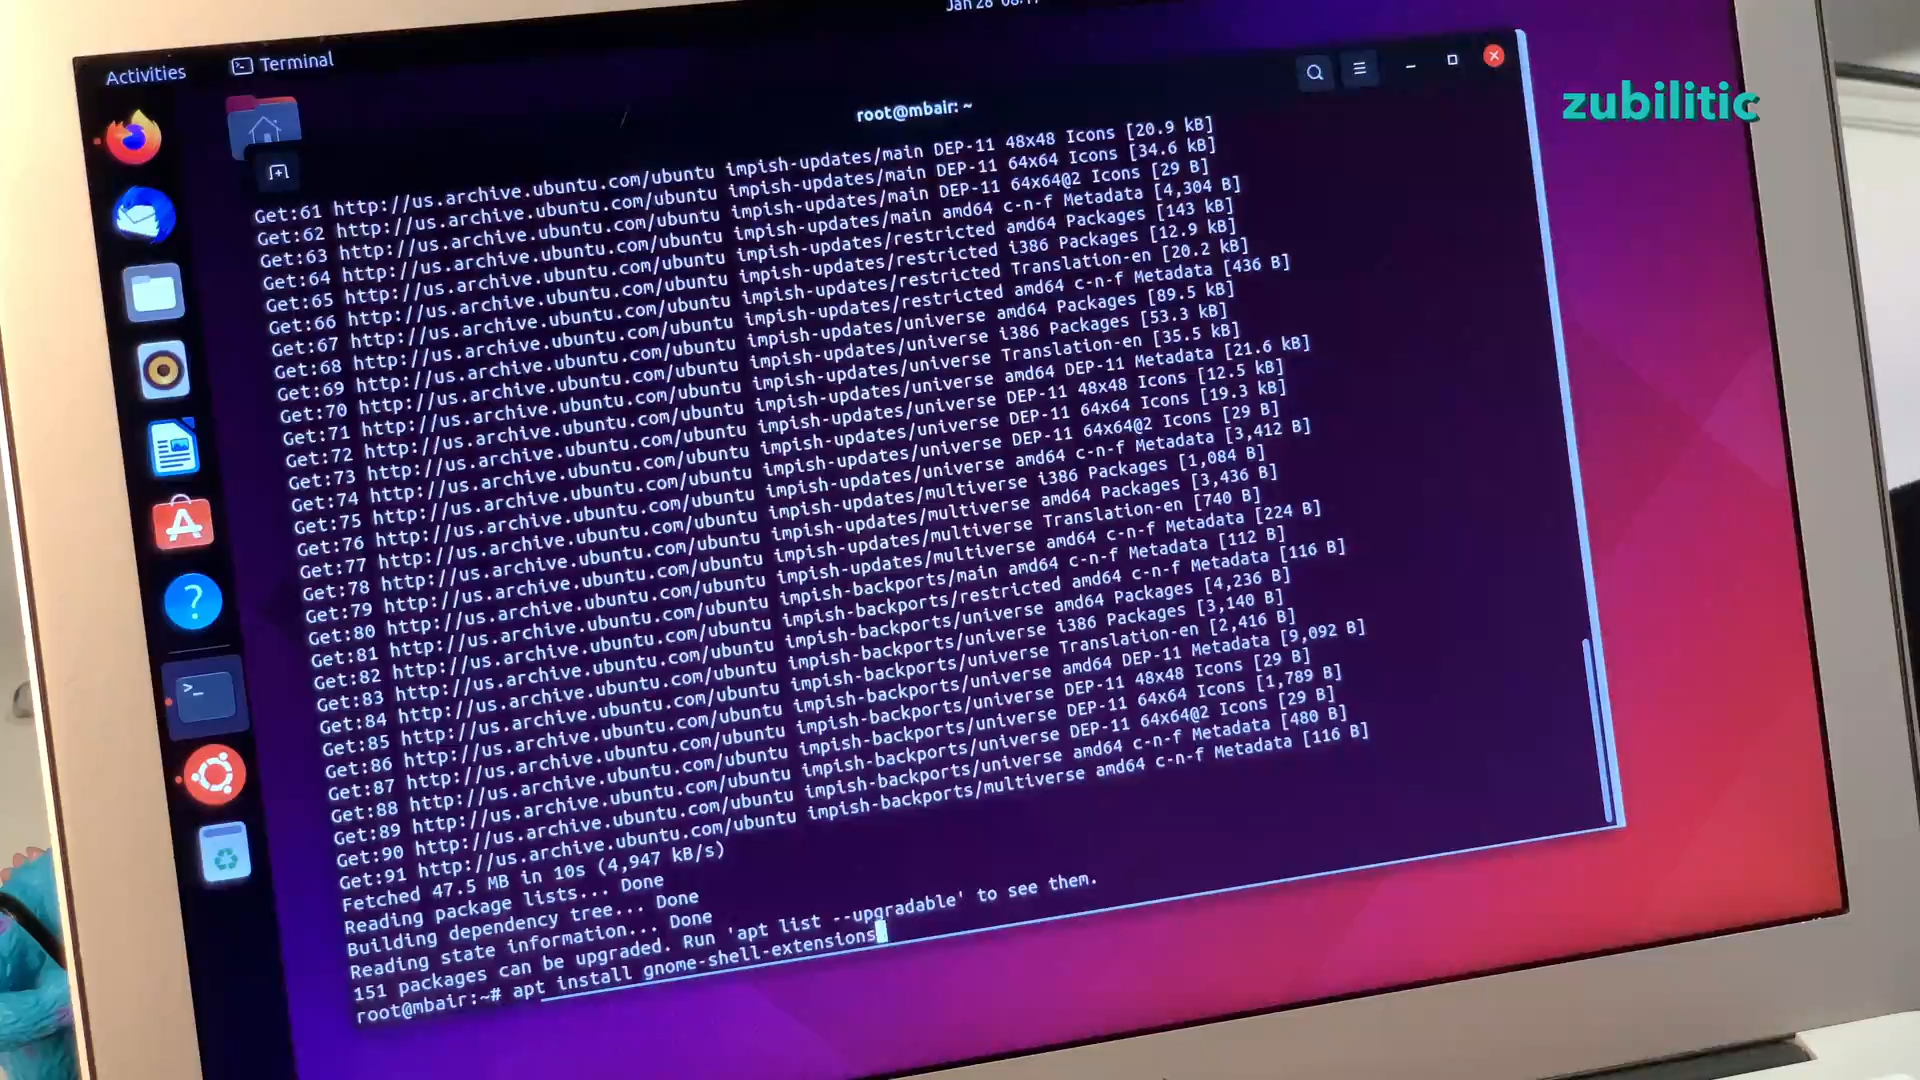 Jan 28
Activities
Terminal
zubilitic
root@mbair: ~
Get:61 http://us.archive.ubuntu.com/ubuntu impish-updates/main DEP-11 48x48 Icons [20.9 kB]
Get:62 http://us.archive.ubuntu.com/ubuntu impish-updates/main DEP-11 64x64 Icons [34.6 kB]
Get:63 http://us.archive.ubuntu.com/ubuntu impish-updates/main DEP-11 64x64@2 Icons [29 B]
Get:64 http://us.archive.ubuntu.com/ubuntu impish-updates/main amd64 c-n-f Metadata [4,304 B]
Get:65 http://us.archive.ubuntu.com/ubuntu impish-updates/restricted amd64 Packages [143 kB]
Get:66 http://us.archive.ubuntu.com/ubuntu impish-updates/restricted i386 Packages [12.9 kB]
Get:67 http://us.archive.ubuntu.com/ubuntu impish-updates/restricted Translation-en [20.2 kB]
Get:68 http://us.archive.ubuntu.com/ubuntu impish-updates/restricted amd64 c-n-f Metadata [436 B]
Get:69 http://us.archive.ubuntu.com/ubuntu impish-updates/universe amd64 Packages [89.5 kB]
Get:70 http://us.archive.ubuntu.com/ubuntu impish-updates/universe i386 Packages [53.3 kB]
Get:71 http://us.archive.ubuntu.com/ubuntu impish-updates/universe Translation-en [35.5 kB]
Get:72 http://us.archive.ubuntu.com/ubuntu impish-updates/universe amd64 DEP-11 Metadata [21.6 kB]
Get:73 http://us.archive.ubuntu.com/ubuntu impish-updates/universe DEP-11 48x48 Icons [12.5 kB]
Get:74 http://us.archive.ubuntu.com/ubuntu impish-updates/universe DEP-11 64x64 Icons [19.3 kB]
Get:75 http://us.archive.ubuntu.com/ubuntu impish-updates/universe DEP-11 64x64@2 Icons [29 B]
Get:76 http://us.archive.ubuntu.com/ubuntu impish-updates/universe amd64 c-n-f Metadata [3,412 B]
Get:77 http://us.archive.ubuntu.com/ubuntu impish-updates/multiverse i386 Packages [1,084 B]
Get:78 http://us.archive.ubuntu.com/ubuntu impish-updates/multiverse amd64 Packages [3,436 B]
Get:79 http://us.archive.ubuntu.com/ubuntu impish-updates/multiverse Translation-en [740 B]
Get:80 http://us.archive.ubuntu.com/ubuntu impish-updates/multiverse amd64 c-n-f Metadata [224 B]
Get:81 http://us.archive.ubuntu.com/ubuntu impish-backports/main amd64 c-n-f Metadata [112 B]
Get:82 http://us.archive.ubuntu.com/ubuntu impish-backports/restricted amd64 c-n-f Metadata [116 B]
Get:83 http://us.archive.ubuntu.com/ubuntu impish-backports/universe amd64 Packages [4,236 B]
Get:84 http://us.archive.ubuntu.com/ubuntu impish-backports/universe i386 Packages [3,140 B]
Get:85 http://us.archive.ubuntu.com/ubuntu impish-backports/universe Translation-en [2,416 B]
Get:86 http://us.archive.ubuntu.com/ubuntu impish-backports/universe amd64 DEP-11 Metadata [9,092 B]
Get:87 http://us.archive.ubuntu.com/ubuntu impish-backports/universe DEP-11 48x48 Icons [29 B]
Get:88 http://us.archive.ubuntu.com/ubuntu impish-backports/universe DEP-11 64x64 Icons [1,789 B]
Get:89 http://us.archive.ubuntu.com/ubuntu impish-backports/universe DEP-11 64x64@2 Icons [29 B]
Get:90 http://us.archive.ubuntu.com/ubuntu impish-backports/universe amd64 c-n-f Metadata [480 B]
Get:91 http://us.archive.ubuntu.com/ubuntu impish-backports/multiverse amd64 c-n-f Metadata [116 B]
Fetched 47.5 MB in 10s (4,947 kB/s)
Reading package lists... Done
Building dependency tree... Done
Reading state information... Done
151 packages can be upgraded. Run 'apt list --upgradable' to see them.
root@mbair:~# apt install gnome-shell-extensions